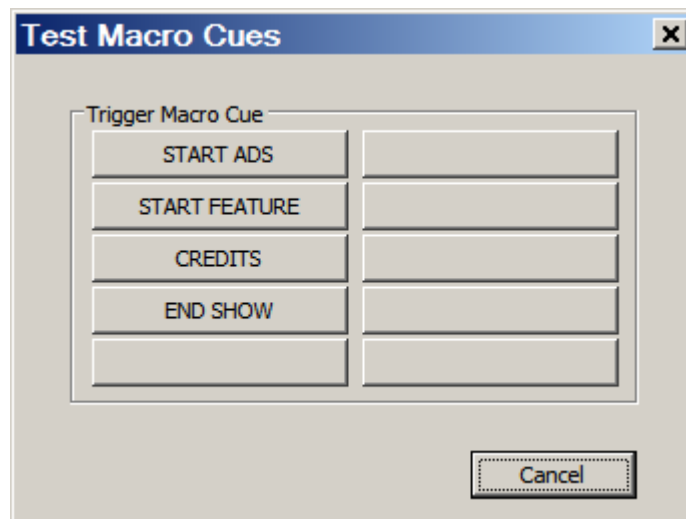 Test Macro Cues
Trigger Macro Cue
START ADS
START FEATURE
CREDITS
END SHOW
Cancel